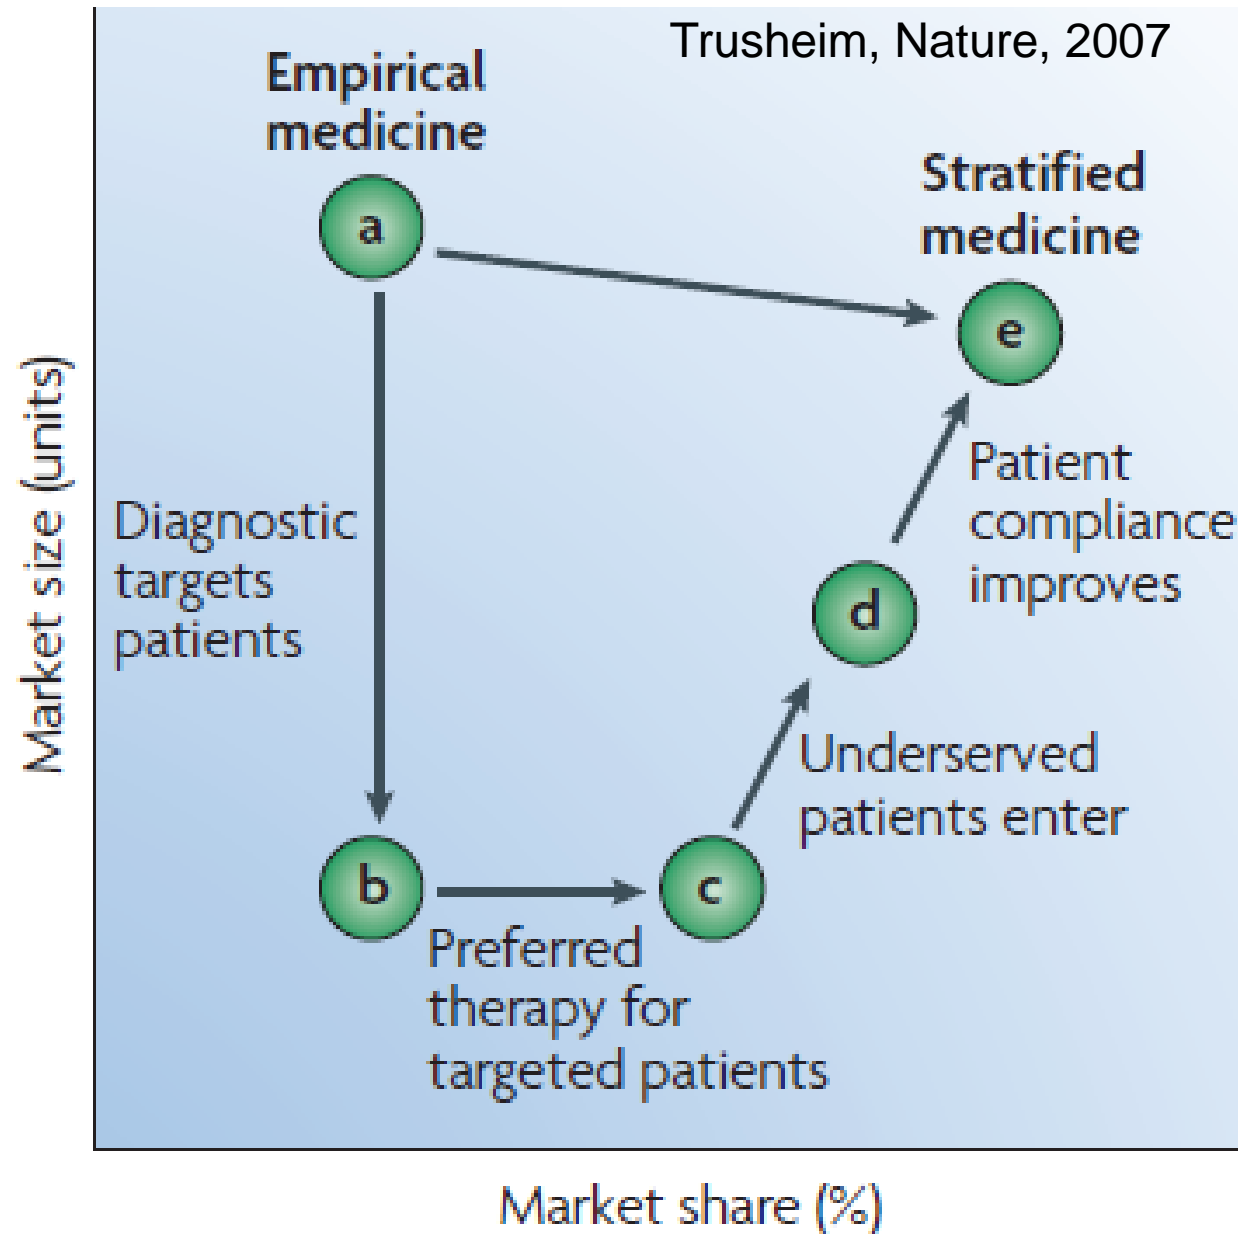 Trusheim, Nature, 2007
Empirical
medicine
Stratified
medicine
a
e
Market size (units)
Diagnostic
targets
patients
Patient
compliance
improves
d
Underserved
patients enter
b
c
Preferred
therapy for
targeted patients
Market share (%)